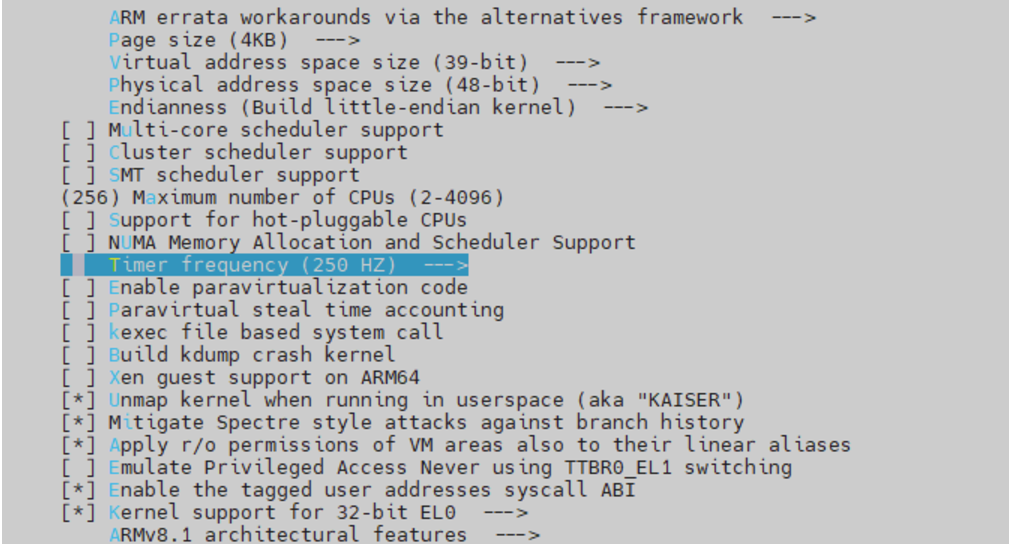 ARM errata workarounds via the alternatives framework  --->
Page size (4KB)  --->
Virtual address space size (39-bit)  --->
Physical address space size (48-bit)  --->
Endianness (Build little-endian kernel)  --->
[ ] Multi-core scheduler support
[ ] Cluster scheduler support
[ ] SMT scheduler support
(256) Maximum number of CPUs (2-4096)
[ ] Support for hot-pluggable CPUs
[ ] NUMA Memory Allocation and Scheduler Support
Timer frequency (250 HZ)  --->
[ ] Enable paravirtualization code
[ ] Paravirtual steal time accounting
[ ] kexec file based system call
[ ] Build kdump crash kernel
[ ] Xen guest support on ARM64
[*] Unmap kernel when running in userspace (aka "KAISER")
[*] Mitigate Spectre style attacks against branch history
[*] Apply r/o permissions of VM areas also to their linear aliases
[ ] Emulate Privileged Access Never using TTBR0_EL1 switching
[*] Enable the tagged user addresses syscall ABI
[*] Kernel support for 32-bit EL0  --->
ARMv8.1 architectural features  --->